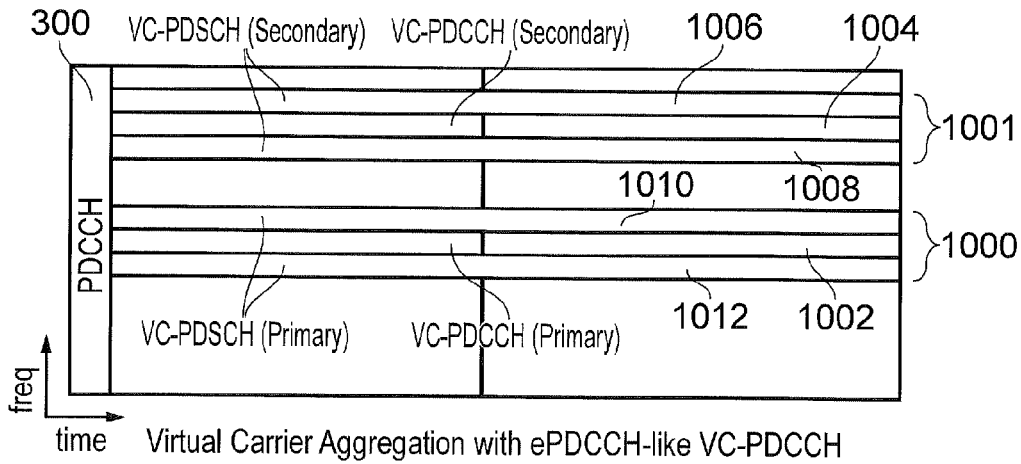 300
VC-PDSCH (Secondary)
VC-PDCCH (Secondary)
1006
1004
1001
1008
1010
1000
PDCCH
1012
1002
VC-PDSCH (Primary)
VC-PDCCH (Primary)
freq
time
Virtual Carrier Aggregation with ePDCCH-like VC-PDCCH